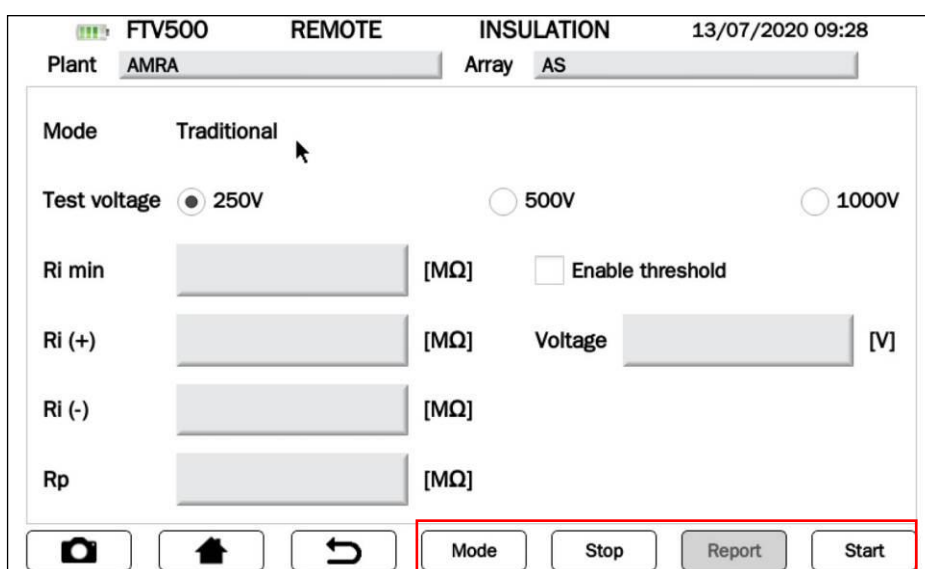 FTV500 REMOTE INSULATION 13/07/2020 09:28
Plant AMRA Array AS
Mode Traditional
Test voltage 250V 500V 1000V
Ri min [MΩ] Enable threshold
Ri (+) [MΩ] Voltage [V]
Ri (-) [MΩ]
Rp [MΩ]
Mode Stop Report Start